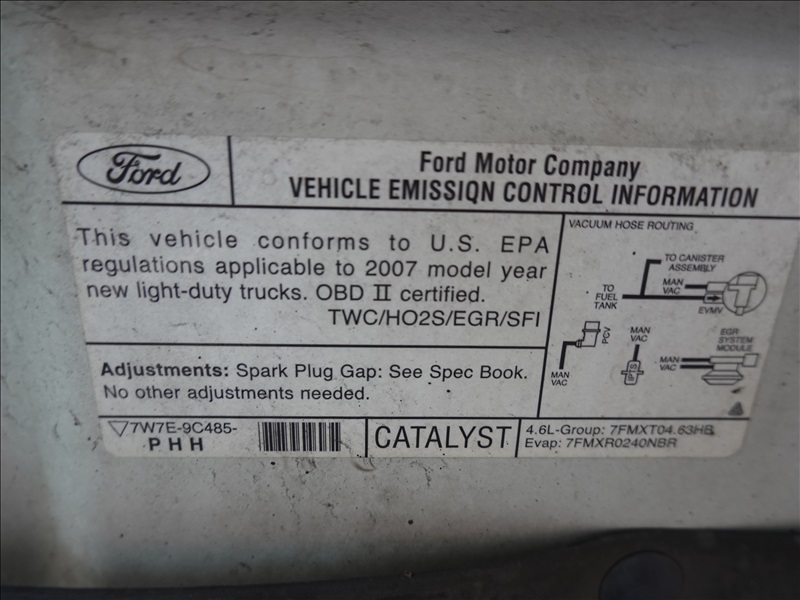 Ford
Ford Motor Company
VEHICLE EMISSION CONTROL INFORMATION
This vehicle conforms to U.S. EPA
regulations applicable to 2007 model year
new light-duty trucks. OBD II certified.
TWC/HO2S/EGR/SFI
Adjustments: Spark Plug Gap: See Spec Book.
No other adjustments needed.
VACUUM HOSE ROUTING
TO CANISTER
ASSEMBLY
TO
FUEL
TANK
MAN
VAC
EVMV
PCV
MAN
VAC
MAN
VAC
EGR
SYSTEM
MODULE
MAN
VAC
7W7E-9C485-
PHH
CATALYST
4.6L-Group: 7FMXT04.63HB
Evap: 7FMXR0240NBR